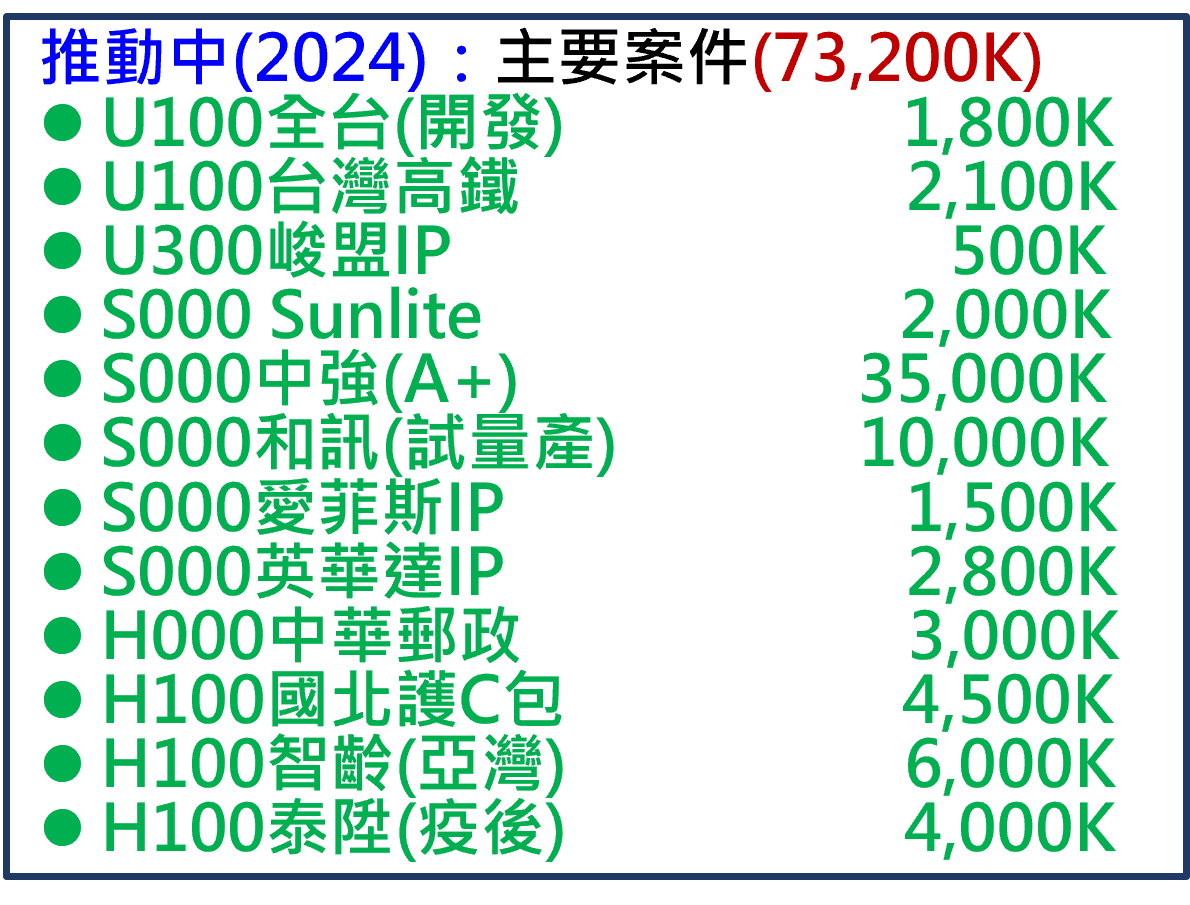 推動中(2024)：主要案件(73,200K)
● U100全台(開發) 1,800K
● U100台灣高鐵 2,100K
● U300峻盟IP 500K
● S000 Sunlite 2,000K
● S000中強(A+) 35,000K
● S000和訊(試量產) 10,000K
● S000愛菲斯IP 1,500K
● S000英華達IP 2,800K
● H000中華郵政 3,000K
● H100國北護C包 4,500K
● H100智齡(亞灣) 6,000K
● H100泰陞(疫後) 4,000K